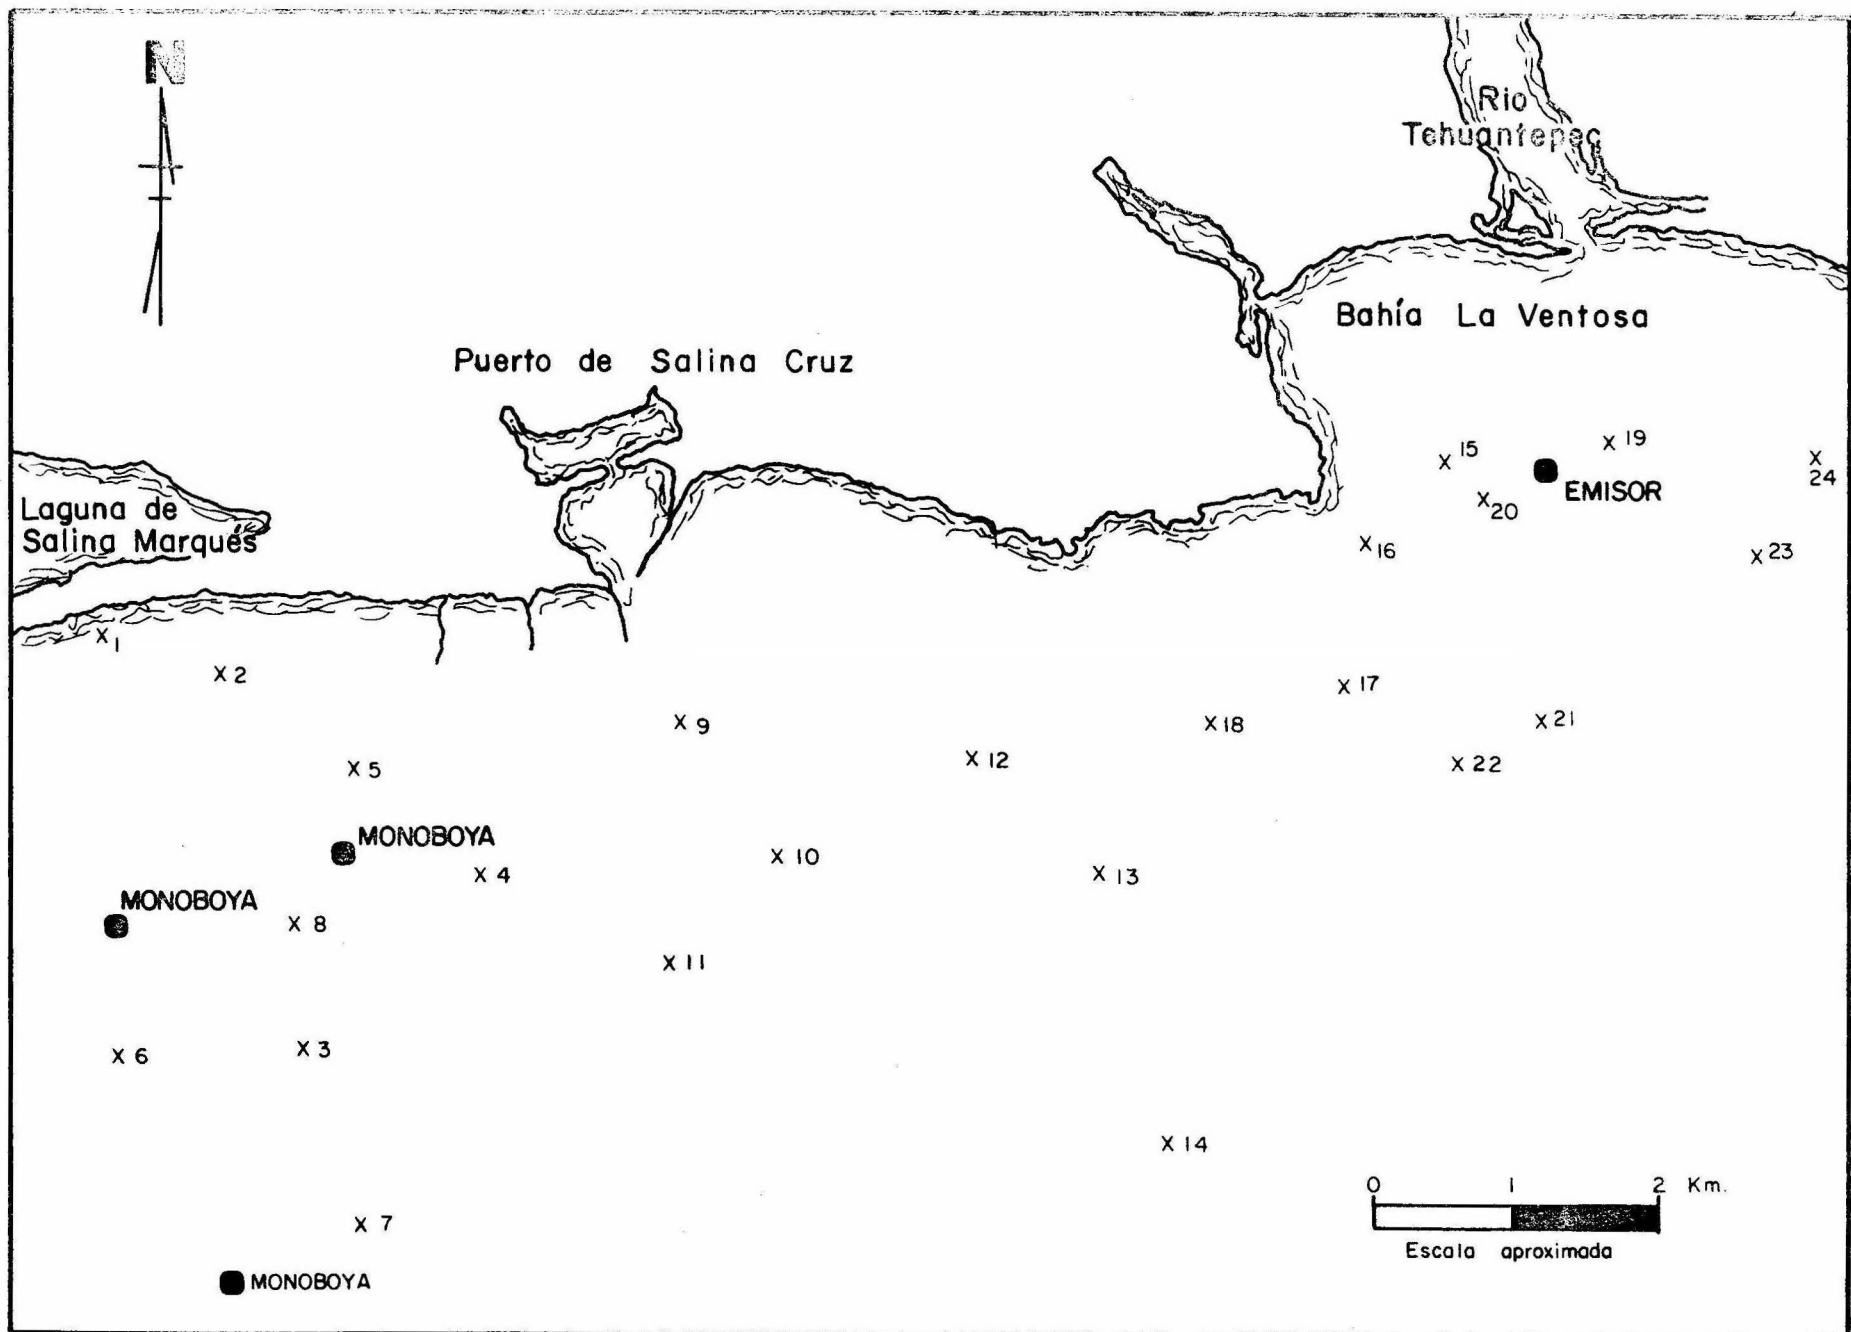 N
Rio
Tehuantepec
Bahía La Ventosa
Puerto de Salina Cruz
Laguna de
Salina Marqués
x 15
x 19
x 24
EMISOR
x 20
x 16
x 23
x 1
x 2
x 17
x 9
x 18
x 21
x 12
x 22
x 5
MONOBOYA
x 4
x 10
x 13
MONOBOYA
x 8
x 11
x 6
x 3
x 14
0 1 2 Km.
Escala aproximada
x 7
MONOBOYA